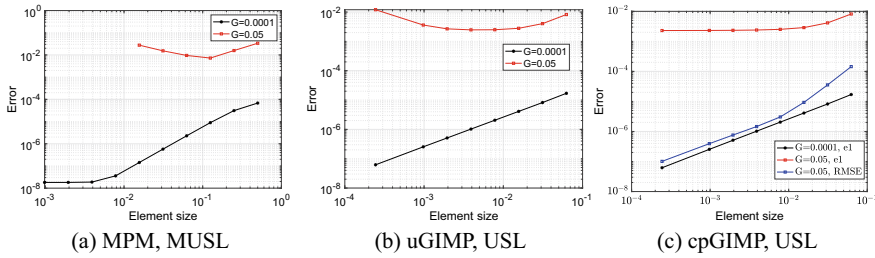 10^0
10^-2
10^-4
10^-6
10^-8
Error
G=0.0001
G=0.05
10^-3
10^-2
10^-1
10^0
Element size
(a) MPM, MUSL
10^-2
10^-4
10^-6
10^-8
Error
G=0.0001
G=0.05
10^-4
10^-3
10^-2
10^-1
Element size
(b) uGIMP, USL
10^-2
10^-4
10^-6
10^-7
Error
G=0.0001, e1
G=0.05, e1
G=0.05, RMSE
10^-4
10^-3
10^-2
10^-1
Element size
(c) cpGIMP, USL